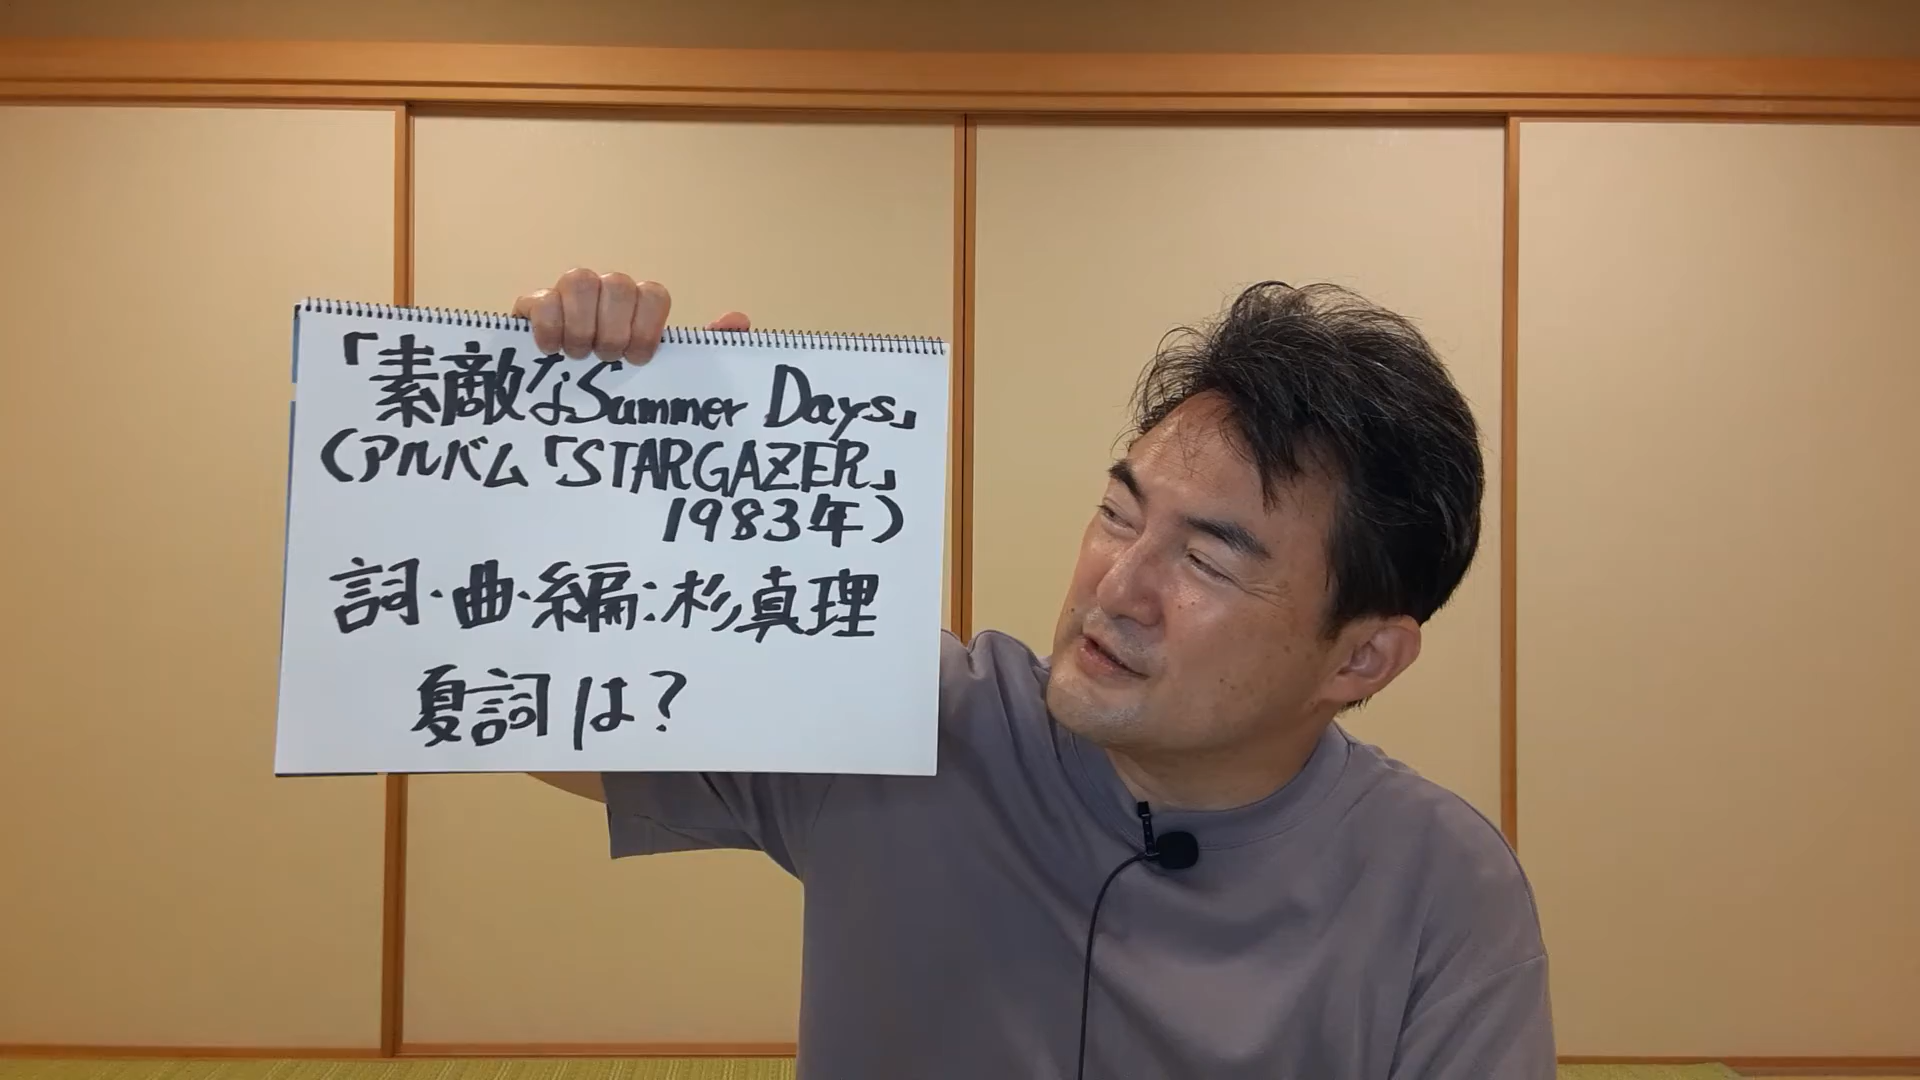 「素敵なSummer Days」
(アルバム「STARGAZER」
1983年)
詞・曲・編:杉真理
夏詞は?